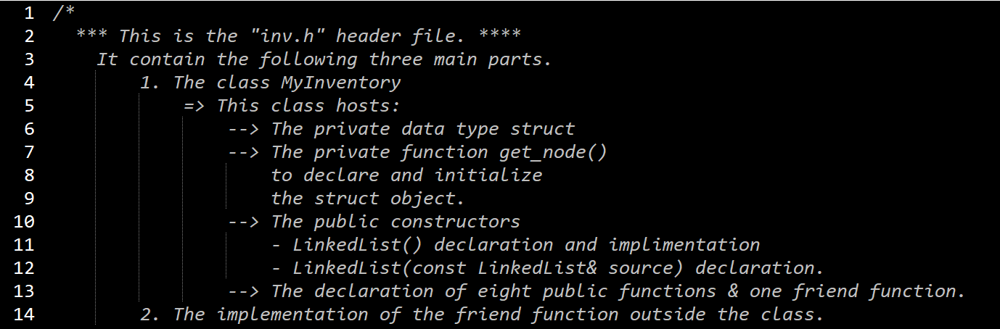 1 /*
2 *** This is the "inv.h" header file. ****
3 It contain the following three main parts.
4 1. The class MyInventory
5 => This class hosts:
6 --> The private data type struct
7 --> The private function get_node()
8 to declare and initialize
9 the struct object.
10 --> The public constructors
11 - LinkedList() declaration and implimentation
12 - LinkedList(const LinkedList& source) declaration.
13 --> The declaration of eight public functions & one friend function.
14 2. The implementation of the friend function outside the class.